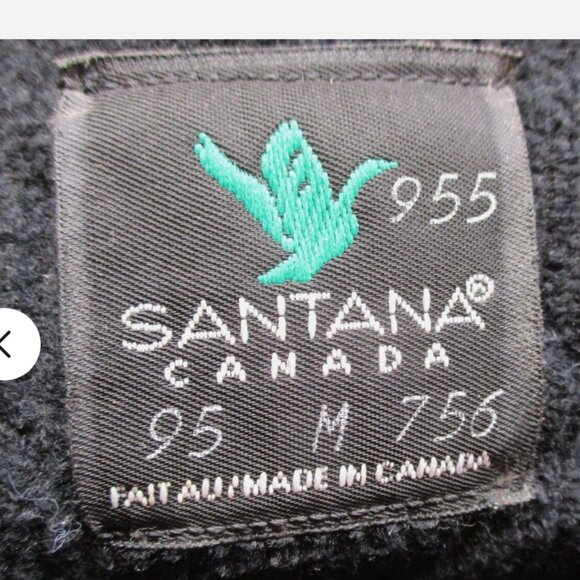 955
SANTANA®
CANADA
95 M 756
FAIT AU/MADE IN CANADA